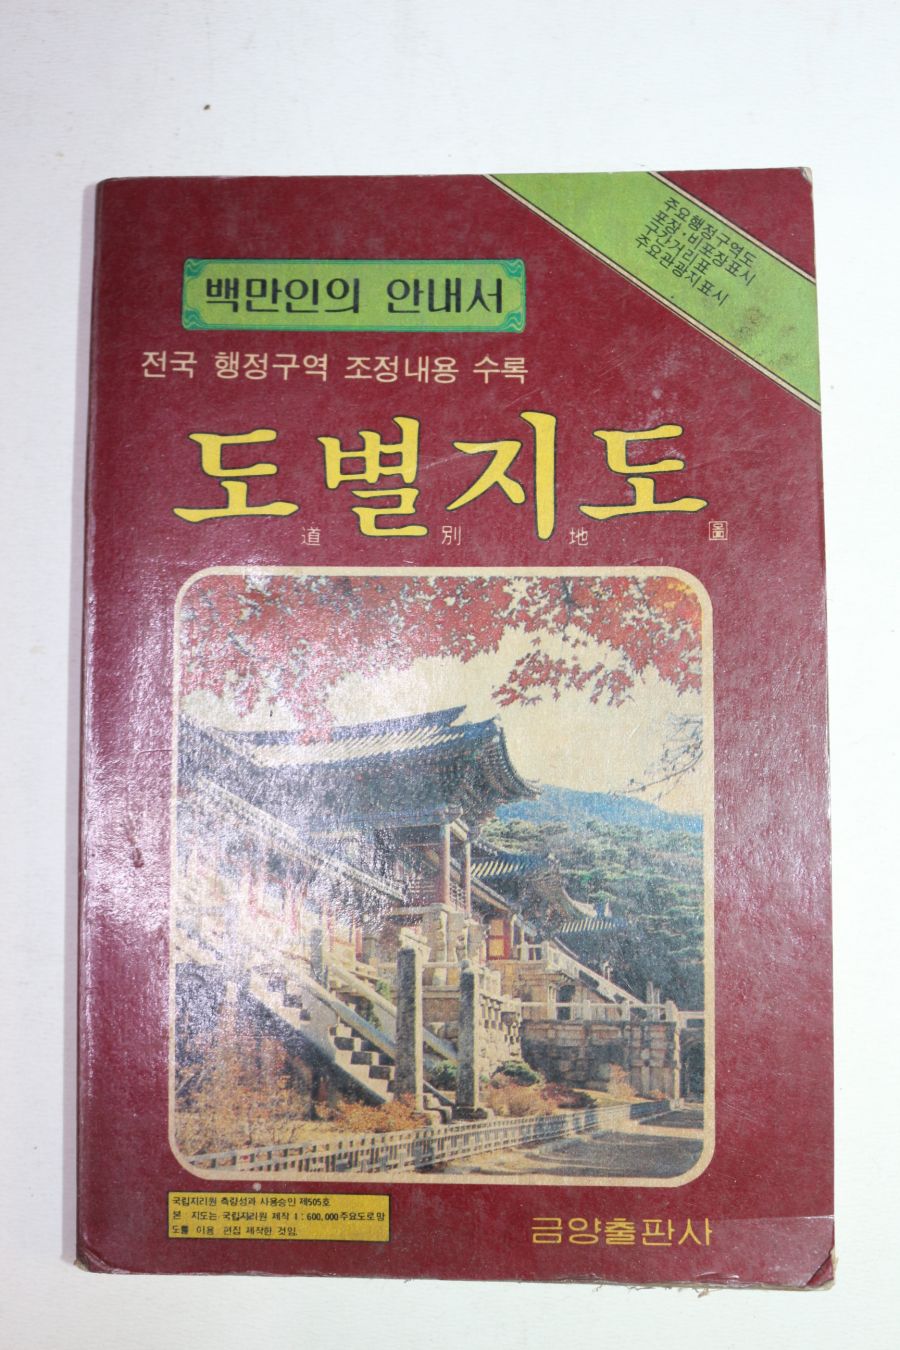 주요행정구역도
포장·비포장표시
구간거리표
주요관광지표시
백만인의 안내서
전국 행정구역 조정내용 수록
도별지도
道 別 地 圖
국립지리원 측량성과 사용승인 제505호
본 지도는 국립지리원 제작 1:600,000 주요도로망
도를 이용 편집 제작한 것임.
금양출판사